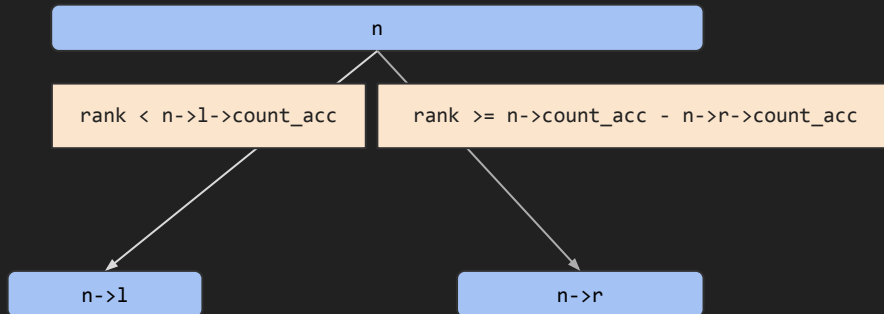 n
rank < n->l->count_acc
rank >= n->count_acc - n->r->count_acc
n->l
n->r